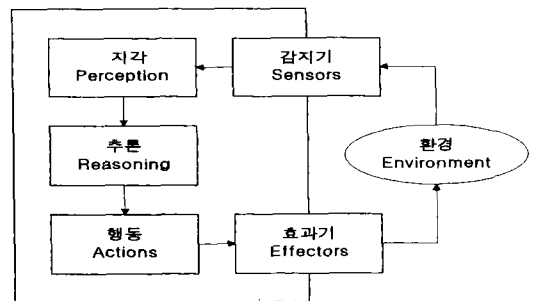 지각
Perception
감지기
Sensors
추론
Reasoning
환경
Environment
행동
Actions
효과기
Effectors